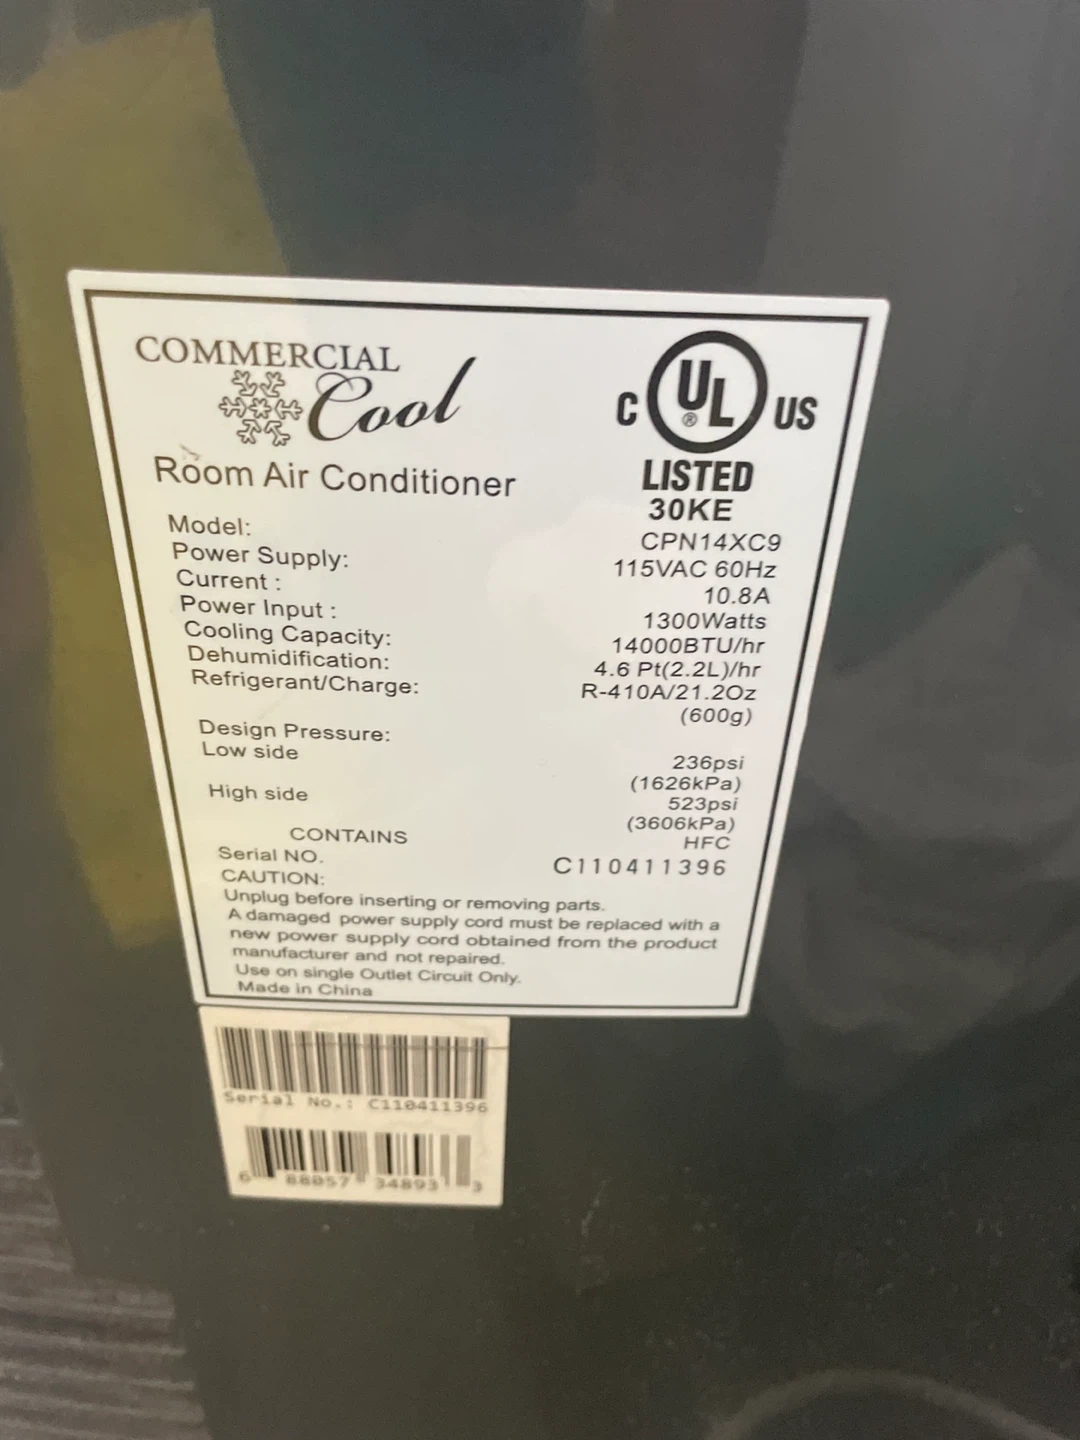 COMMERCIAL
Cool
C UL ® US
LISTED
30KE
Room Air Conditioner
Model: CPN14XC9
Power Supply: 115VAC 60Hz
Current : 10.8A
Power Input : 1300Watts
Cooling Capacity: 14000BTU/hr
Dehumidification: 4.6 Pt(2.2L)/hr
Refrigerant/Charge: R-410A/21.2Oz
(600g)
Design Pressure:
Low side 236psi
(1626kPa)
High side 523psi
(3606kPa)
CONTAINS HFC
Serial NO. C110411396
CAUTION:
Unplug before inserting or removing parts.
A damaged power supply cord must be replaced with a
new power supply cord obtained from the product
manufacturer and not repaired.
Use on single Outlet Circuit Only.
Made in China
Serial No.: C110411396
6 88057 34893 3